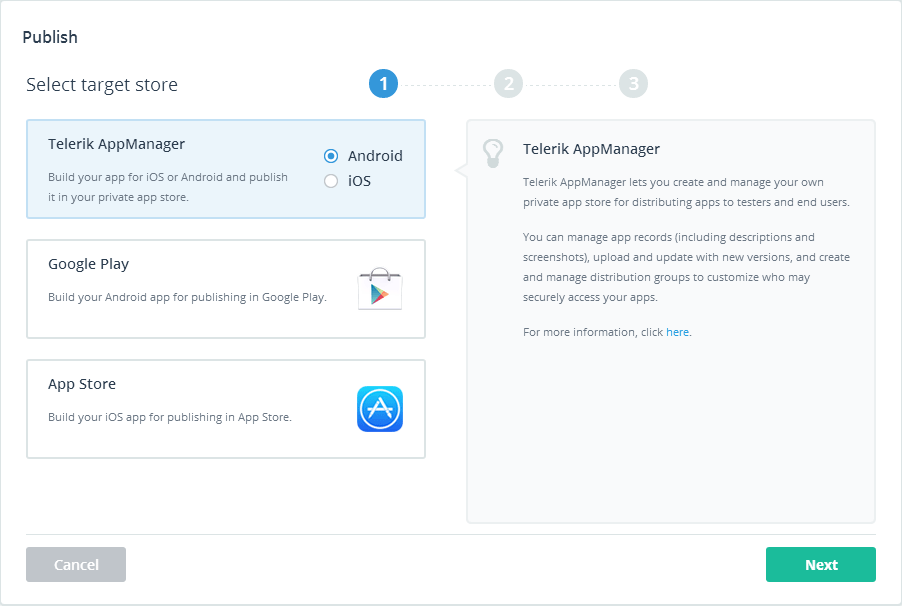 Publish
Select target store
1
2
3
Telerik AppManager
Android
iOS
Build your app for iOS or Android and publish
it in your private app store.
Google Play
Build your Android app for publishing in Google Play.
App Store
Build your iOS app for publishing in App Store.
Telerik AppManager
Telerik AppManager lets you create and manage your own
private app store for distributing apps to testers and end users.
You can manage app records (including descriptions and
screenshots), upload and update with new versions, and create
and manage distribution groups to customize who may
securely access your apps.
For more information, click here.
Cancel
Next